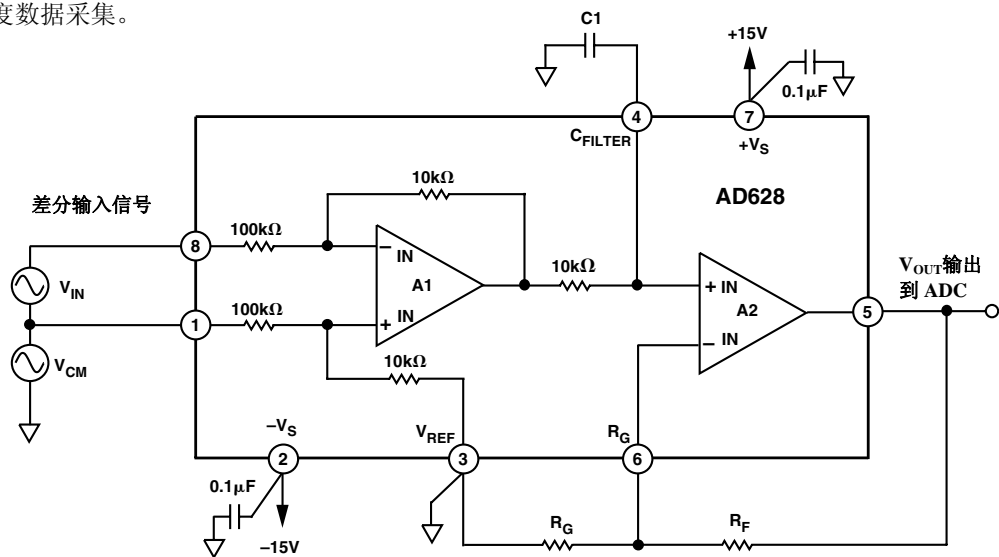 度数据采集。
C1
+15V
0.1μF
4
7
CFILTER
+VS
10kΩ
AD628
差分输入信号
8
100kΩ
–
IN
A1
10kΩ
+ IN
A2
VOUT输出
到 ADC
VIN
1
100kΩ
IN
+
– IN
5
VCM
10kΩ
–VS
VREF
RG
2
3
6
0.1μF
–15V
RG
RF